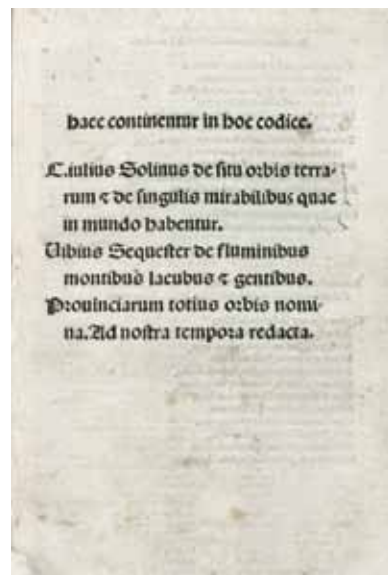 haec continentur in hoc codice.
C.iulius Solinus de situ orbis terra-
rum ⁊ de singulis mirabilibus quae
in mundo habentur.
Uibius Sequester de fluminibus
montibus lacubus ⁊ gentibus.
Prouinciarum totius orbis nomi-
na. Ad nostra tempora redacta.